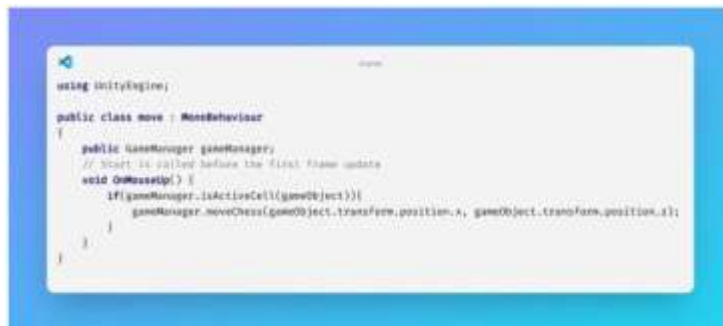 using UnityEngine;
public class move : MonoBehaviour
{
public GameManager gameManager;
// Start is called before the first frame update
void OnMouseUp() {
if(gameManager.isActiveCell(gameObject)){
gameManager.moveChess(gameObject.transform.position.x, gameObject.transform.position.z);
}
}
}